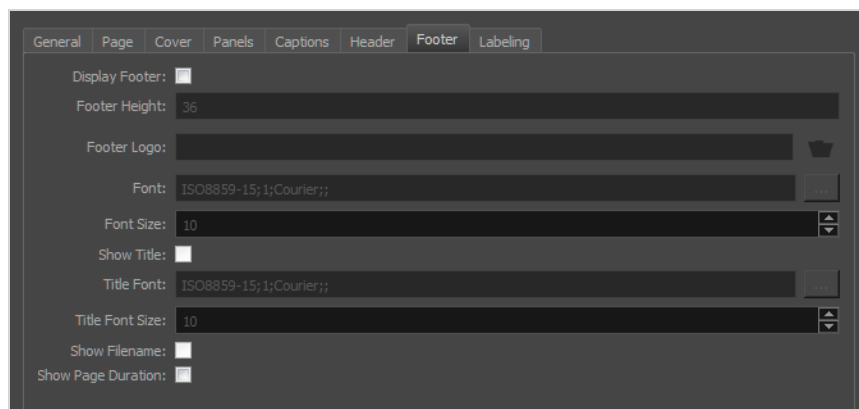 General Page Cover Panels Captions Header Footer Labeling
Display Footer:
Footer Height: 36
Footer Logo:
Font: ISO8859-15;1;Courier;; ...
Font Size: 10
Show Title:
Title Font: ISO8859-15;1;Courier;; ...
Title Font Size: 10
Show Filename:
Show Page Duration: